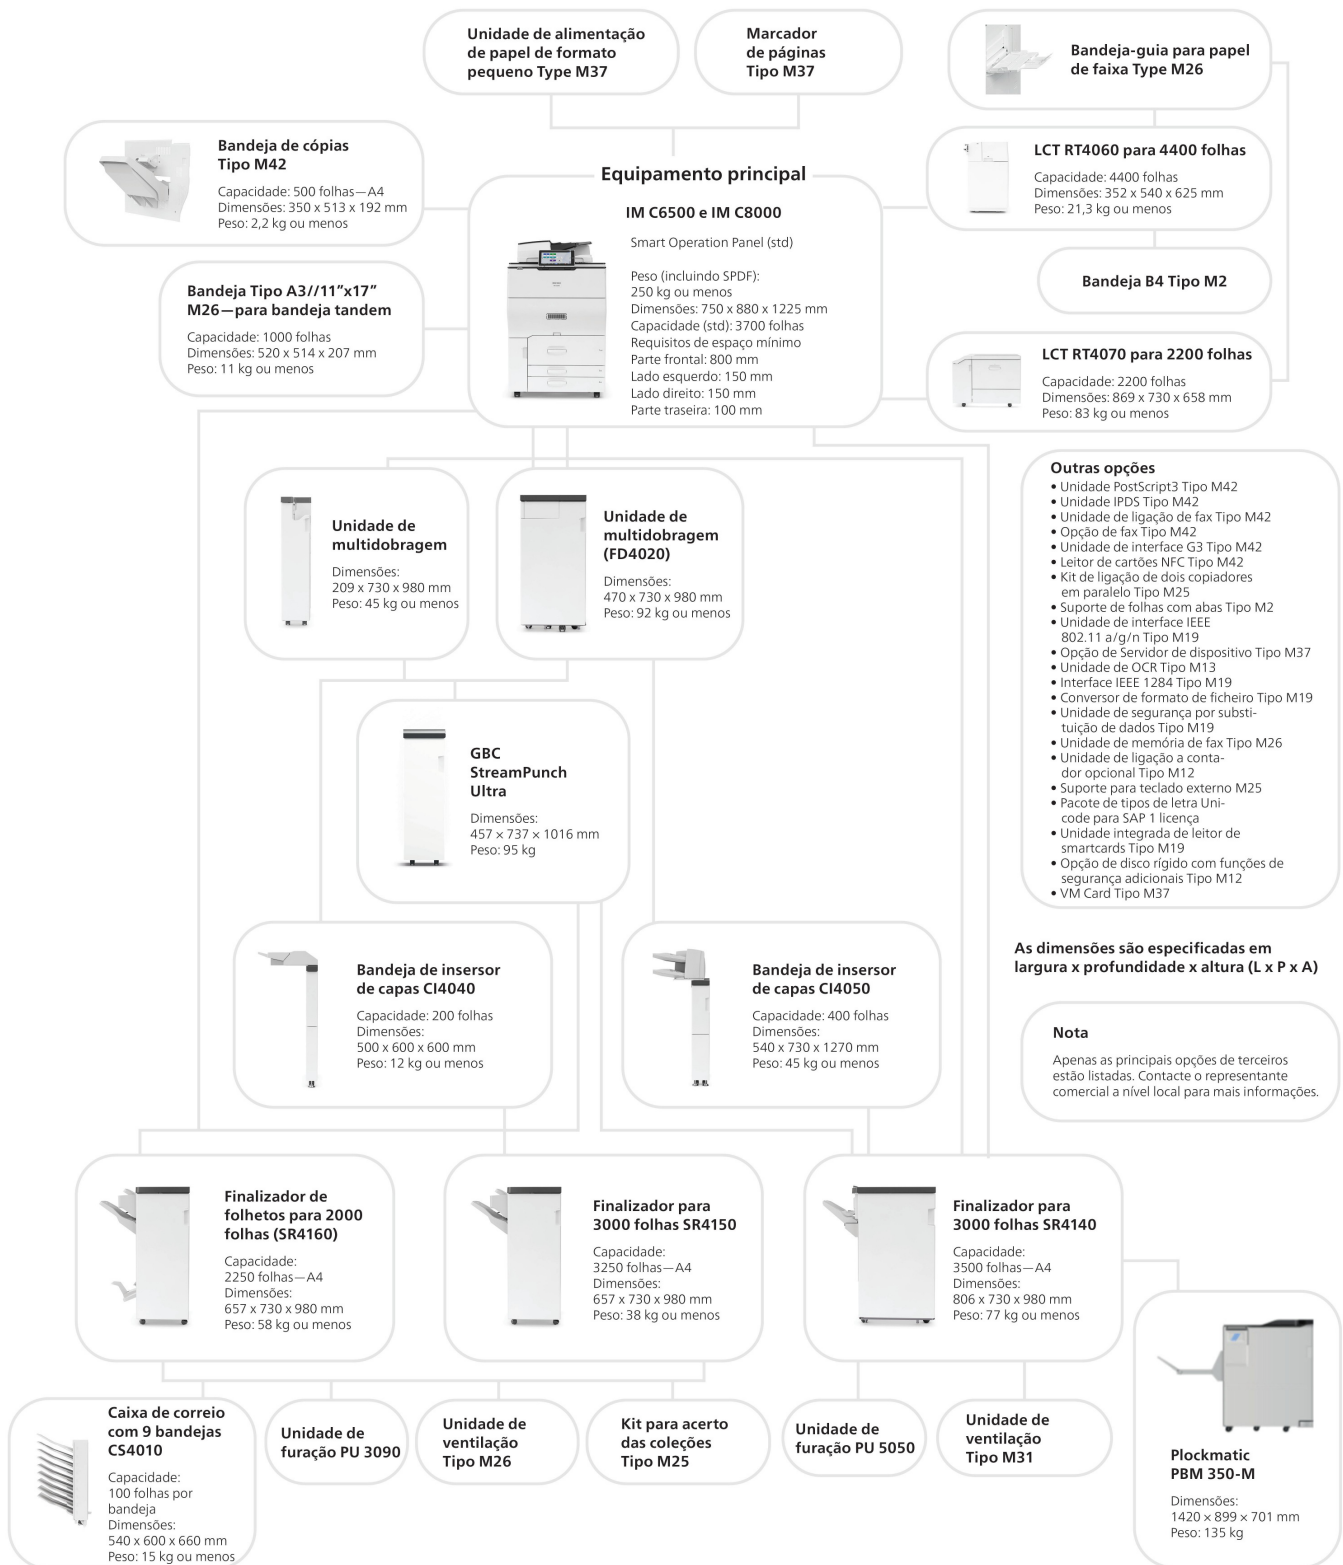 Unidade de alimentação
de papel de formato
pequeno Type M37
Marcador
de páginas
Tipo M37
Bandeja-guia para papel
de faixa Type M26
Bandeja de cópias
Tipo M42
Capacidade: 500 folhas—A4
Dimensões: 350 x 513 x 192 mm
Peso: 2,2 kg ou menos
LCT RT4060 para 4400 folhas
Capacidade: 4400 folhas
Dimensões: 352 x 540 x 625 mm
Peso: 21,3 kg ou menos
Equipamento principal
IM C6500 e IM C8000
Smart Operation Panel (std)
Peso (incluindo SPDF):
250 kg ou menos
Dimensões: 750 x 880 x 1225 mm
Capacidade (std): 3700 folhas
Requisitos de espaço mínimo
Parte frontal: 800 mm
Lado esquerdo: 150 mm
Lado direito: 150 mm
Parte traseira: 100 mm
Bandeja Tipo A3//11”x17”
M26—para bandeja tandem
Capacidade: 1000 folhas
Dimensões: 520 x 514 x 207 mm
Peso: 11 kg ou menos
Bandeja B4 Tipo M2
LCT RT4070 para 2200 folhas
Capacidade: 2200 folhas
Dimensões: 869 x 730 x 658 mm
Peso: 83 kg ou menos
Unidade de
multidobragem
Dimensões:
209 x 730 x 980 mm
Peso: 45 kg ou menos
Unidade de
multidobragem
(FD4020)
Dimensões:
470 x 730 x 980 mm
Peso: 92 kg ou menos
Outras opções
• Unidade PostScript3 Tipo M42
• Unidade IPDS Tipo M42
• Unidade de ligação de fax Tipo M42
• Opção de fax Tipo M42
• Unidade de interface G3 Tipo M42
• Leitor de cartões NFC Tipo M42
• Kit de ligação de dois copiadores
em paralelo Tipo M25
• Suporte de folhas com abas Tipo M2
• Unidade de interface IEEE
802.11 a/g/n Tipo M19
• Opção de Servidor de dispositivo Tipo M37
• Unidade de OCR Tipo M13
• Interface IEEE 1284 Tipo M19
• Conversor de formato de ficheiro Tipo M19
• Unidade de segurança por substi-
tuição de dados Tipo M19
• Unidade de memória de fax Tipo M26
• Unidade de ligação a conta-
dor opcional Tipo M12
• Suporte para teclado externo M25
• Pacote de tipos de letra Uni-
code para SAP 1 licença
• Unidade integrada de leitor de
smartcards Tipo M19
• Opção de disco rígido com funções de
segurança adicionais Tipo M12
• VM Card Tipo M37
GBC
StreamPunch
Ultra
Dimensões:
457 × 737 × 1016 mm
Peso: 95 kg
Bandeja de insersor
de capas CI4040
Capacidade: 200 folhas
Dimensões:
500 x 600 x 600 mm
Peso: 12 kg ou menos
Bandeja de insersor
de capas CI4050
Capacidade: 400 folhas
Dimensões:
540 x 730 x 1270 mm
Peso: 45 kg ou menos
As dimensões são especificadas em
largura x profundidade x altura (L x P x A)
Nota
Apenas as principais opções de terceiros
estão listadas. Contacte o representante
comercial a nível local para mais informações.
Finalizador de
folhetos para 2000
folhas (SR4160)
Capacidade:
2250 folhas—A4
Dimensões:
657 x 730 x 980 mm
Peso: 58 kg ou menos
Finalizador para
3000 folhas SR4150
Capacidade:
3250 folhas—A4
Dimensões:
657 x 730 x 980 mm
Peso: 38 kg ou menos
Finalizador para
3000 folhas SR4140
Capacidade:
3500 folhas—A4
Dimensões:
806 x 730 x 980 mm
Peso: 77 kg ou menos
Caixa de correio
com 9 bandejas
CS4010
Capacidade:
100 folhas por
bandeja
Dimensões:
540 x 600 x 660 mm
Peso: 15 kg ou menos
Unidade de
furação PU 3090
Unidade de
ventilação
Tipo M26
Kit para acerto
das coleções
Tipo M25
Unidade de
furação PU 5050
Unidade de
ventilação
Tipo M31
Plockmatic
PBM 350-M
Dimensões:
1420 × 899 x 701 mm
Peso: 135 kg